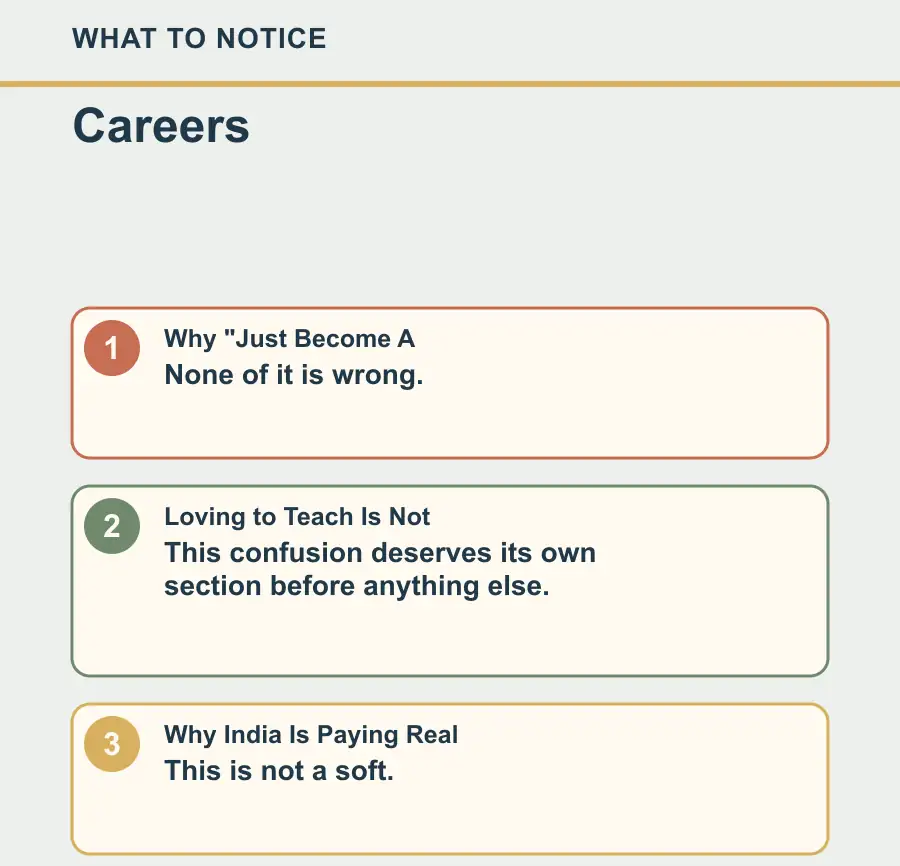 WHAT TO NOTICE
Careers
1
Why "Just Become A
None of it is wrong.
2
Loving to Teach Is Not
This confusion deserves its own
section before anything else.
3
Why India Is Paying Real
This is not a soft.